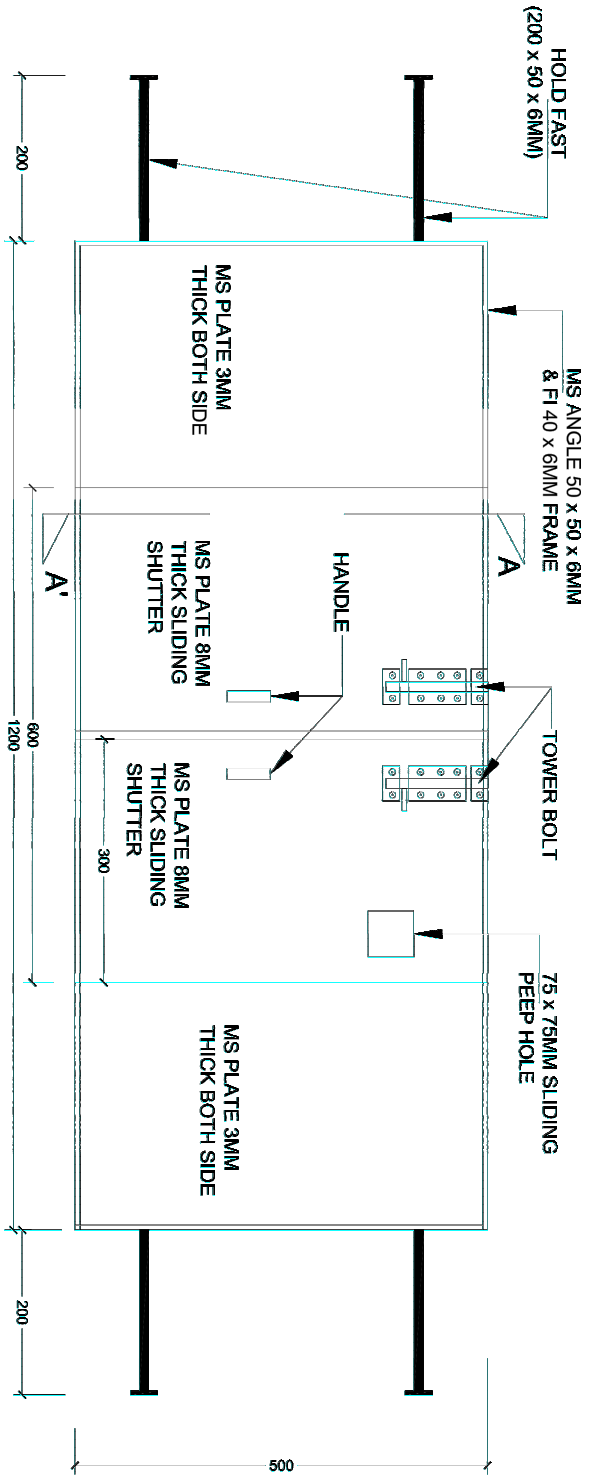 HOLD FAST
(200 x 50 x 6MM)
MS ANGLE 50 x 50 x 6MM
& FI 40 x 6MM FRAME
TOWER BOLT
75 x 75MM SLIDING
PEEP HOLE
A
HANDLE
MS PLATE 3MM
THICK BOTH SIDE
MS PLATE 8MM
THICK SLIDING
SHUTTER
MS PLATE 8MM
THICK SLIDING
SHUTTER
MS PLATE 3MM
THICK BOTH SIDE
A'
300
600
200
1200
200
500